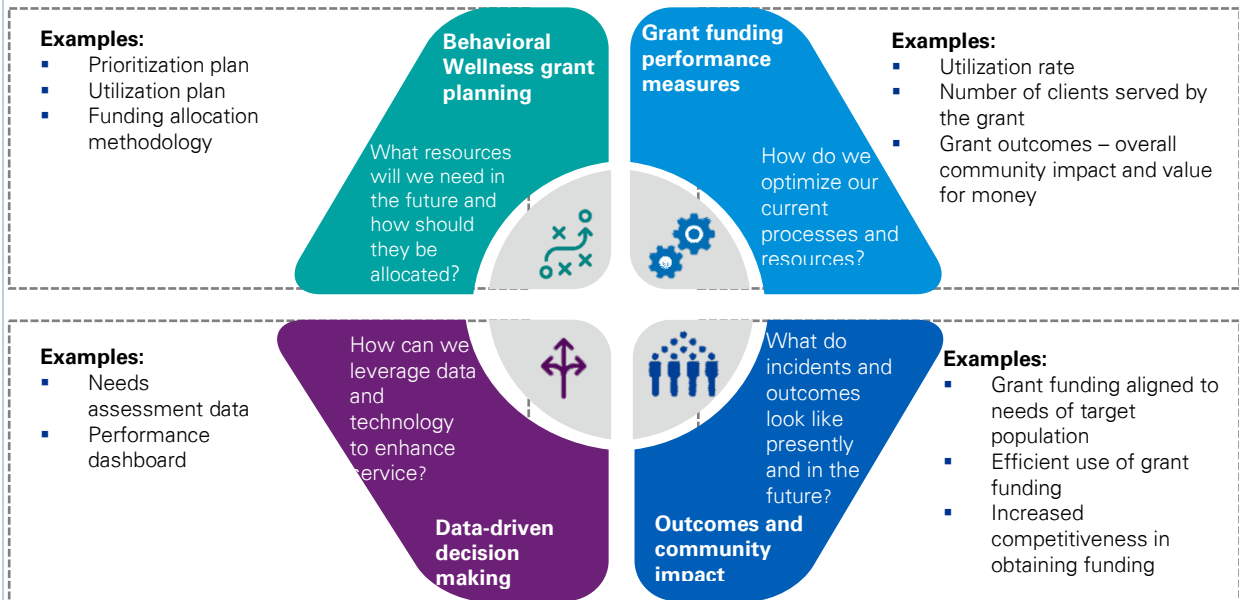 Examples:
▪ Prioritization plan
▪ Utilization plan
▪ Funding allocation
methodology
Behavioral
Wellness grant
planning
What resources
will we need in
the future and
how should
they be
allocated?
Grant funding
performance
measures
How do we
optimize our
current
processes and
resources?
Examples:
▪ Utilization rate
▪ Number of clients served by
the grant
▪ Grant outcomes – overall
community impact and value
for money
Examples:
▪ Needs
assessment data
▪ Performance
dashboard
How can we
leverage data
and
technology
to enhance
service?
Data-driven
decision
making
What do
incidents and
outcomes
look like
presently
and in the
future?
Outcomes and
community
impact
Examples:
▪ Grant funding aligned to
needs of target
population
▪ Efficient use of grant
funding
▪ Increased
competitiveness in
obtaining funding